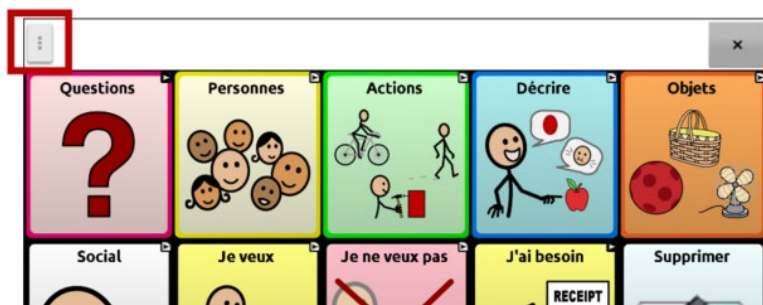 ×
Questions Personnes Actions Décrire Objets
?
Social Je veux Je ne veux pas J'ai besoin Supprimer
RECEIPT